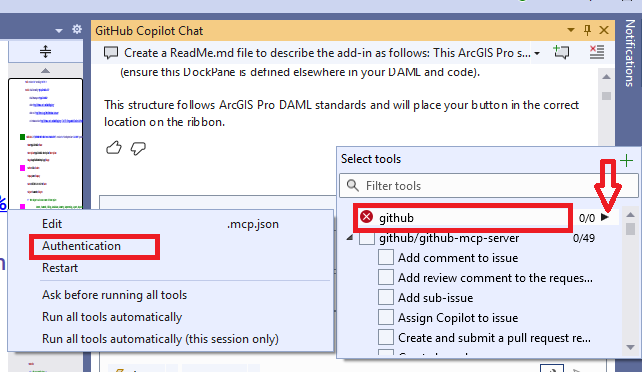 GitHub Copilot Chat
Create a ReadMe.md file to describe the add-in as follows: This ArcGIS Pro s...
(ensure this DockPane is defined elsewhere in your DAML and code).
This structure follows ArcGIS Pro DAML standards and will place your button in the correct
location on the ribbon.
Notifications
Select tools
Filter tools
github 0/0
github/github-mcp-server 0/49
Add comment to issue
Add review comment to the reques...
Add sub-issue
Assign Copilot to issue
Create and submit a pull request re...
Edit .mcp.json
Authentication
Restart
Ask before running all tools
Run all tools automatically
Run all tools automatically (this session only)